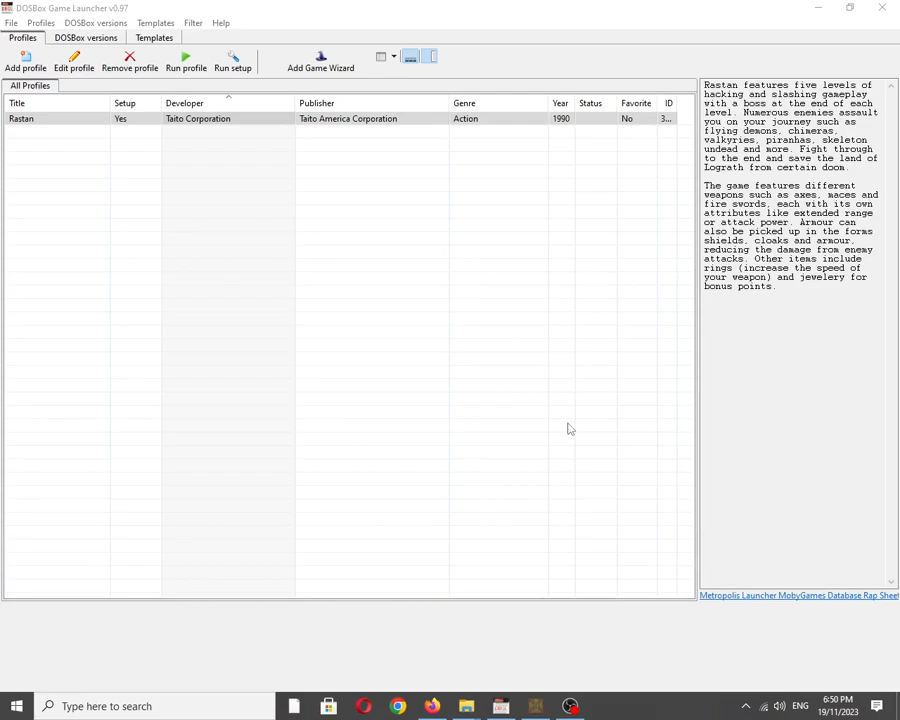 DOSBox Game Launcher v0.97
File Profiles DOSBox versions Templates Filter Help
Profiles DOSBox versions Templates
Add profile Edit profile Remove profile Run profile Run setup Add Game Wizard
All Profiles
Title Setup Developer Publisher Genre Year Status Favorite ID
Rastan Yes Taito Corporation Taito America Corporation Action 1990 No 3...
Rastan features five levels of
hacking and slashing gameplay
with a boss at the end of each
level. Numerous enemies assault
you on your journey such as
flying demons, chimeras,
valkyries, piranhas, skeleton
undead and more. Fight through
to the end and save the land of
Lograth from certain doom.
The game features different
weapons such as axes, maces and
fire swords, each with its own
attributes like extended range
or attack power. Armour can
also be picked up in the forms
shields, cloaks and armour,
reducing the damage from enemy
attacks. Other items include
rings (increase the speed of
your weapon) and jewelery for
bonus points.
Metropolis Launcher MobyGames Database Rap Sheet
Type here to search
ENG
6:50 PM
19/11/2023